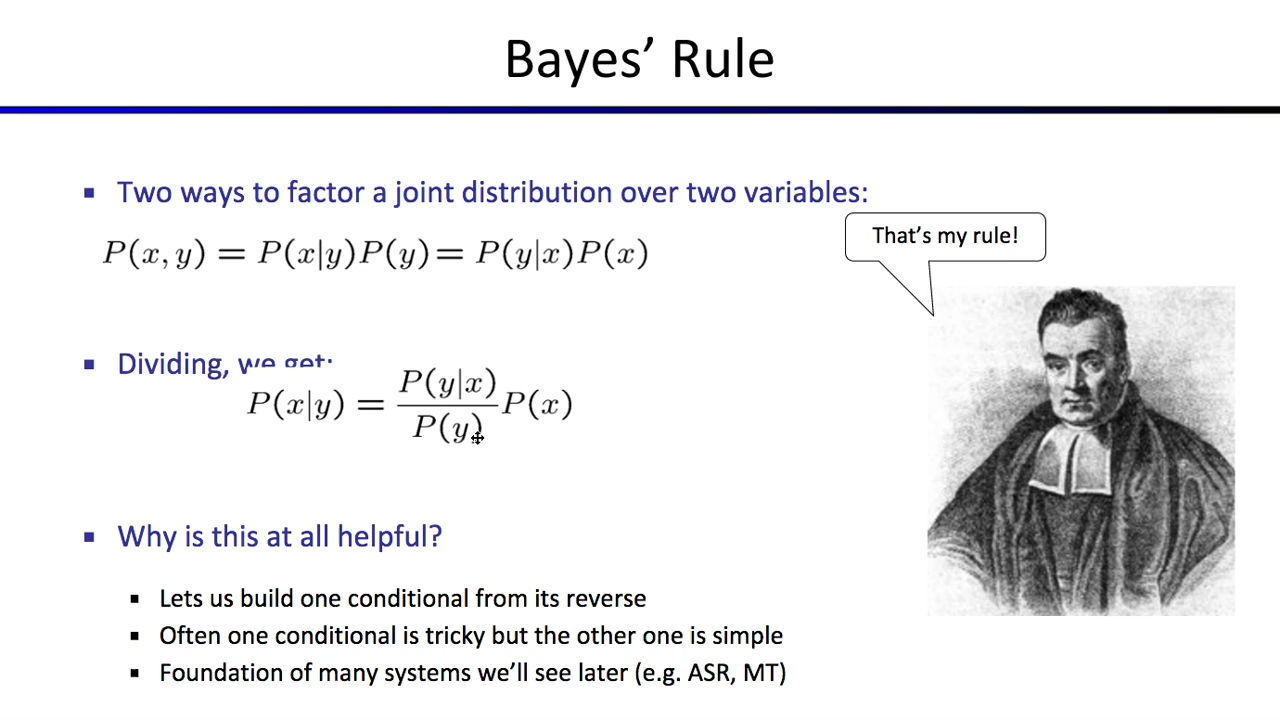 Bayes’ Rule
Two ways to factor a joint distribution over two variables:
P(x, y) = P(x|y)P(y) = P(y|x)P(x)
That’s my rule!
Dividing, we get:
P(x|y) = P(y|x) / P(y) P(x)
Why is this at all helpful?
Lets us build one conditional from its reverse
Often one conditional is tricky but the other one is simple
Foundation of many systems we’ll see later (e.g. ASR, MT)